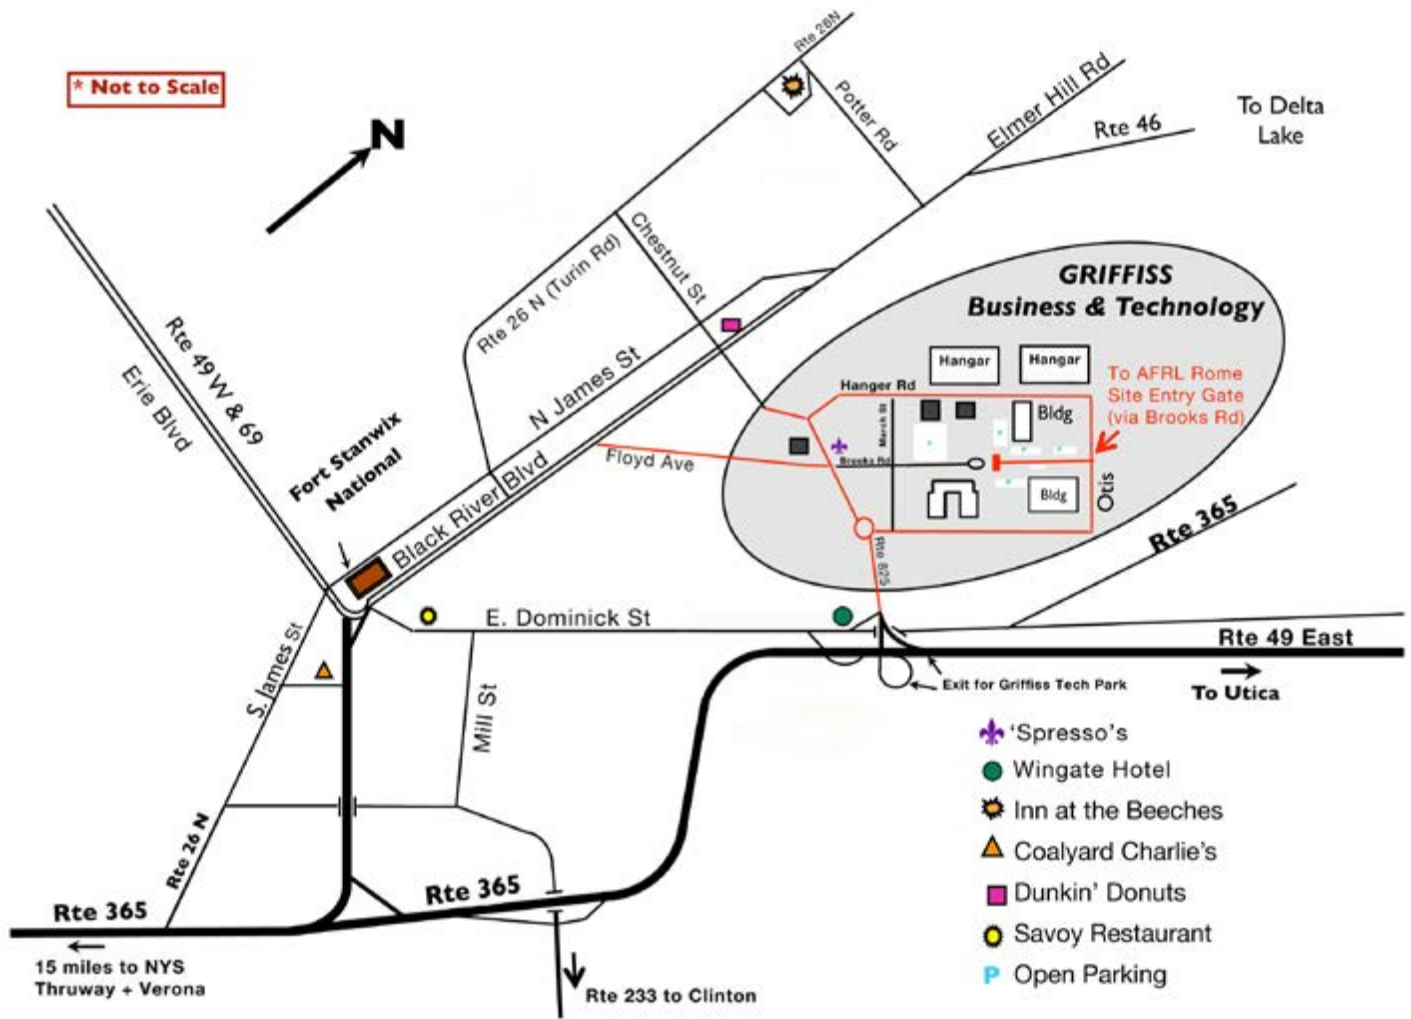 Rte 26N
* Not to Scale
N
Potter Rd
Elmer Hill Rd
Rte 46
To Delta
Lake
Chestnut St
Rte 26 N (Turin Rd)
GRIFFISS
Business & Technology
Rte 49 W & 69
Erie Blvd
N James St
Hangar
Hangar
Hanger Rd
To AFRL Rome
Site Entry Gate
(via Brooks Rd)
March St
Bldg
Fort Stanwix
National
Floyd Ave
Brooks Rd
Black River Blvd
Bldg
Otis
Rte 365
Rte 825
E. Dominick St
Rte 49 East
To Utica
Exit for Griffiss Tech Park
S. James St
Mill St
'Spresso's
Wingate Hotel
Inn at the Beeches
Coalyard Charlie's
Dunkin' Donuts
Savoy Restaurant
P Open Parking
Rte 26 N
Rte 365
Rte 365
15 miles to NYS
Thruway + Verona
Rte 233 to Clinton